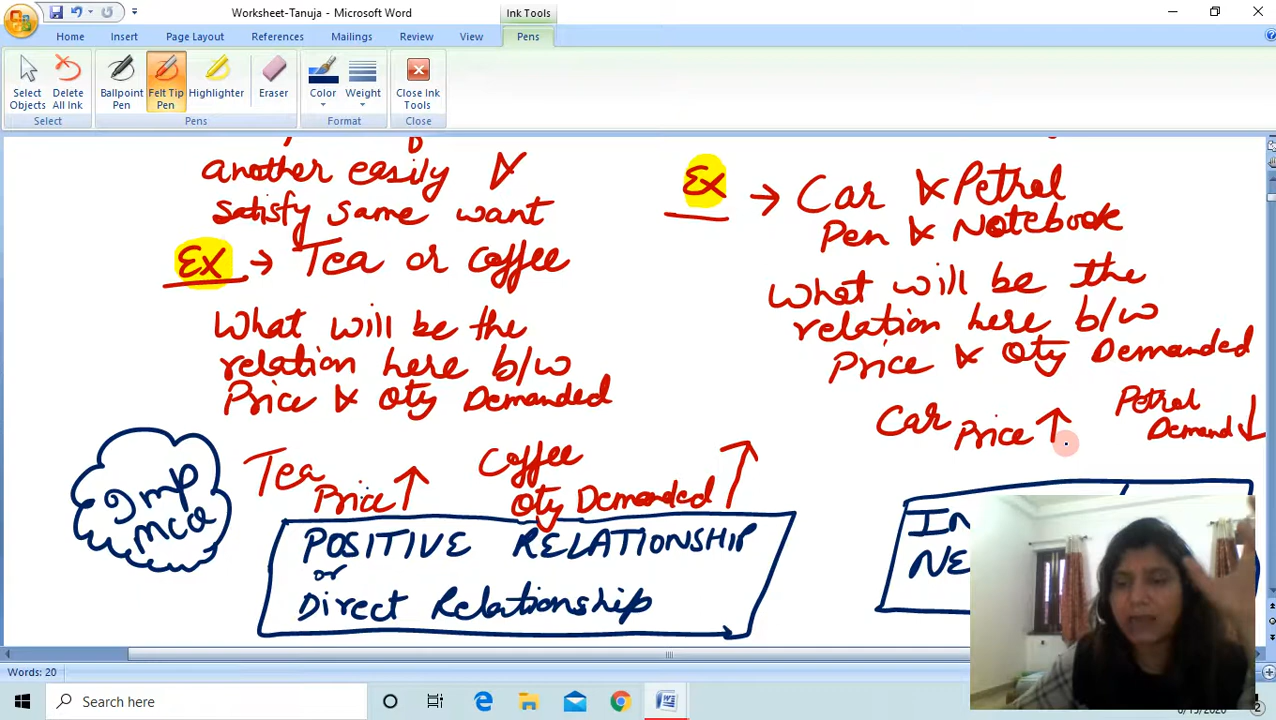 Worksheet-Tanuja - Microsoft Word
Ink Tools
Home
Insert
Page Layout
References
Mailings
Review
View
Pens
Select Objects
Delete All Ink
Ballpoint Pen
Felt Tip Pen
Highlighter
Eraser
Color
Weight
Close Ink Tools
Select
Pens
Format
Close
another easily &
satisfy same want
Ex → Tea or Coffee
What will be the
relation here b/w
Price & Qty Demanded
Tea Price ↑
Coffee Qty Demanded ↑
Imp
MCQ
POSITIVE RELATIONSHIP
or
Direct Relationship
Ex → Car & Petrol
Pen & Notebook
What will be the
relation here b/w
Price & Qty Demanded
Car Price ↑
Petrol Demand ↓
IN
NE
Words: 20
Search here